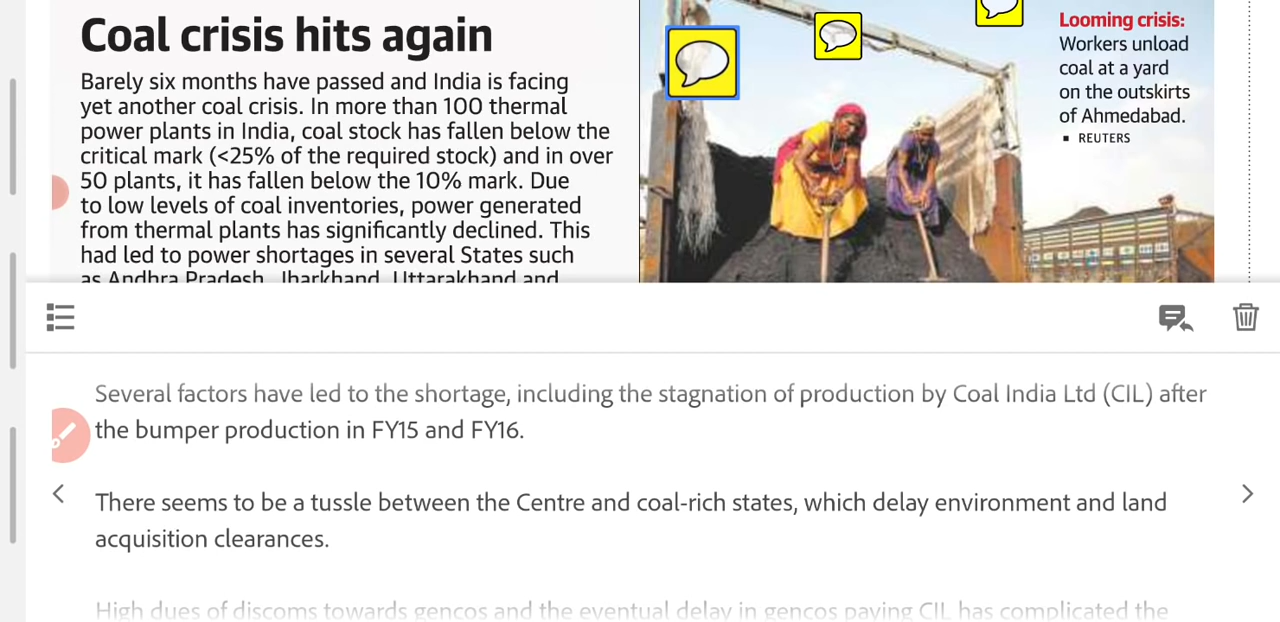 Coal crisis hits again
Barely six months have passed and India is facing
yet another coal crisis. In more than 100 thermal
power plants in India, coal stock has fallen below the
critical mark (<25% of the required stock) and in over
50 plants, it has fallen below the 10% mark. Due
to low levels of coal inventories, power generated
from thermal plants has significantly declined. This
had led to power shortages in several States such
as Andhra Pradesh, Jharkhand, Uttarakhand and
Looming crisis:
Workers unload
coal at a yard
on the outskirts
of Ahmedabad.
▪ REUTERS
Several factors have led to the shortage, including the stagnation of production by Coal India Ltd (CIL) after
the bumper production in FY15 and FY16.
There seems to be a tussle between the Centre and coal-rich states, which delay environment and land
acquisition clearances.
High dues of discoms towards gencos and the eventual delay in gencos paying CIL has complicated the